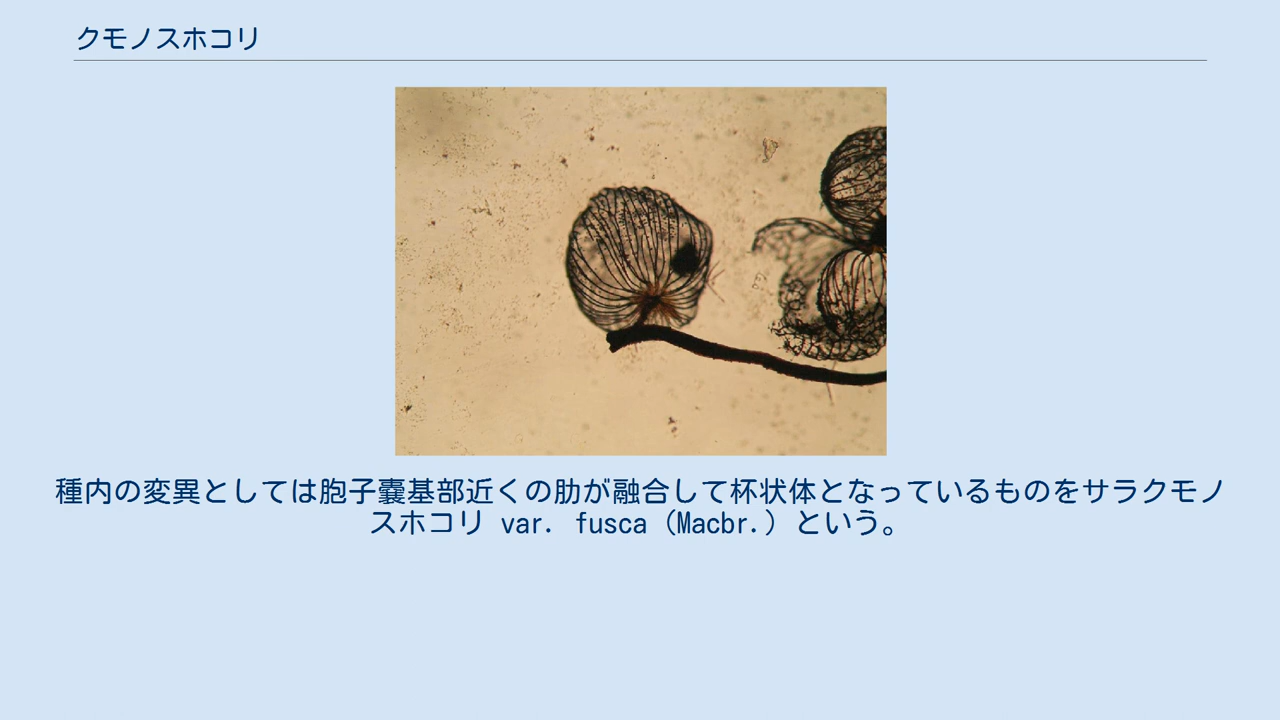 クモノスホコリ
種内の変異としては胞子嚢基部近くの肋が融合して杯状体となっているものをサラクモノ
スホコリ var. fusca（Macbr.）という。